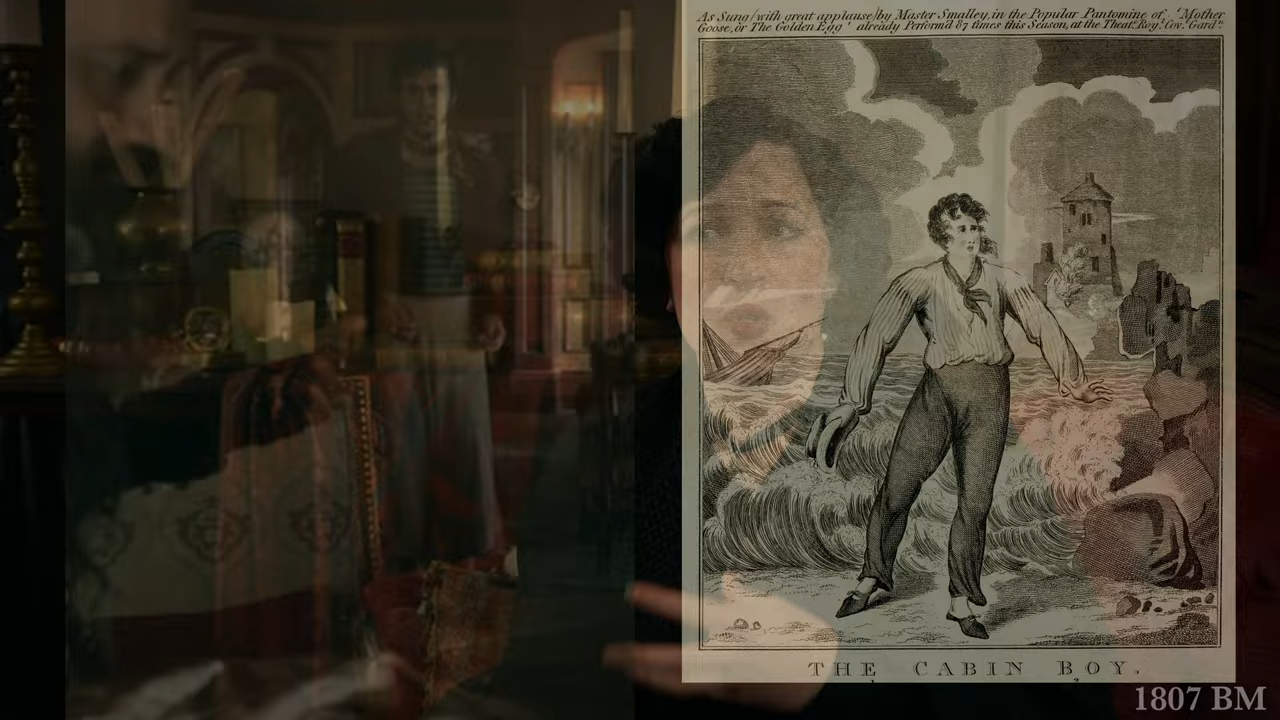 As Sung (with great applause) by Master Smalley, in the Popular Pantomine of, 'Mother
Goose, or The Golden Egg' already Perform'd 87 times this Season, at the Theat. Roy. Cov. Gard.
THE CABIN BOY.
1807 BM